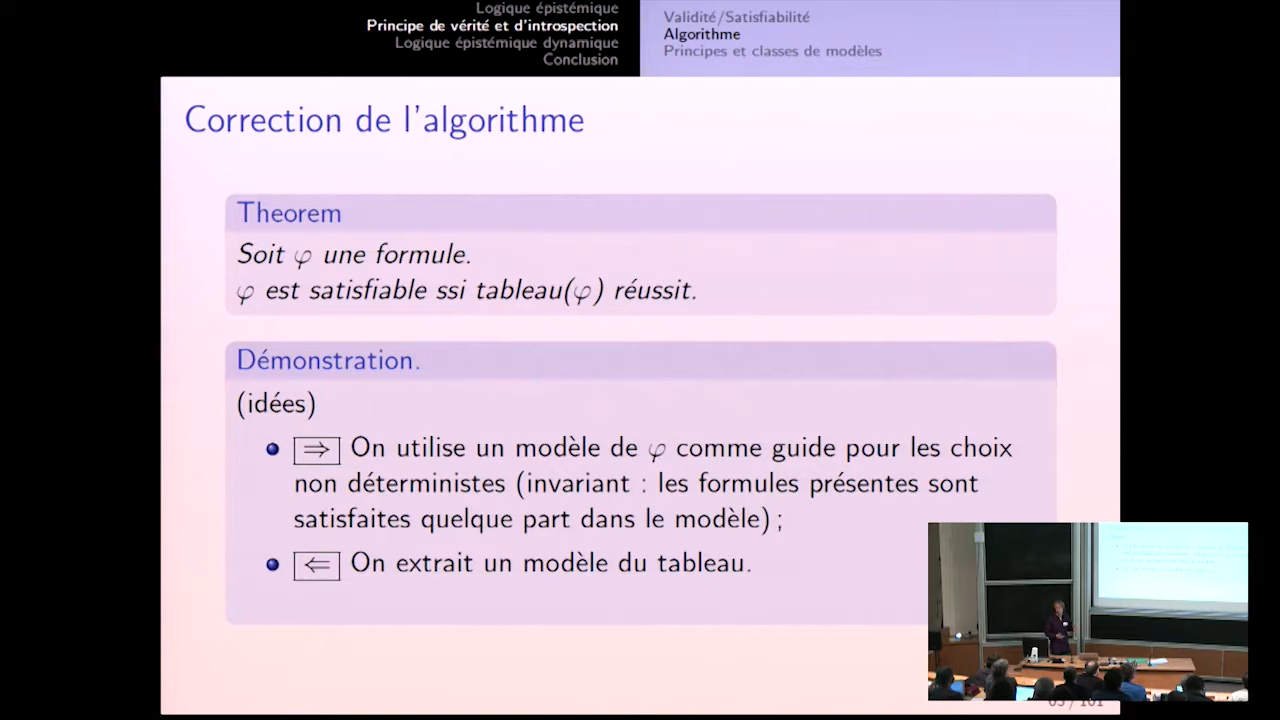 Logique épistémique
Principe de vérité et d'introspection
Logique épistémique dynamique
Conclusion
Validité/Satisfiabilité
Algorithme
Principes et classes de modèles
Correction de l'algorithme
Theorem
Soit φ une formule.
φ est satisfiable ssi tableau(φ) réussit.
Démonstration.
(idées)
⇒ On utilise un modèle de φ comme guide pour les choix
non déterministes (invariant : les formules présentes sont
satisfaites quelque part dans le modèle) ;
⇐ On extrait un modèle du tableau.